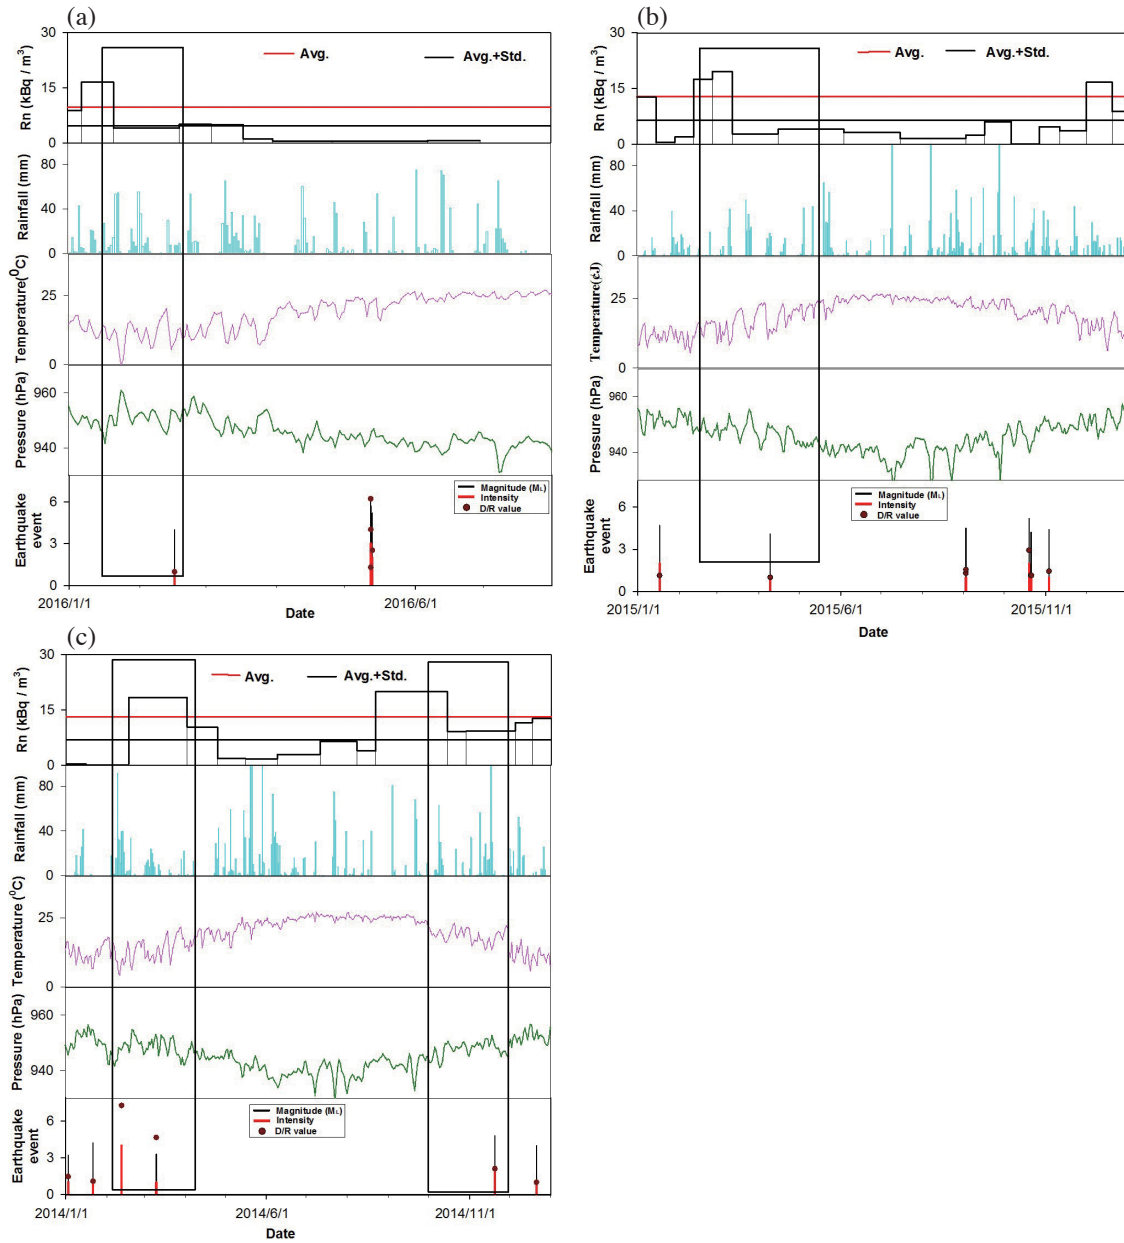 (a)
30
15
0
Rn (kBq / m³)
Avg.
Avg.+Std.
80
40
0
Rainfall (mm)
25
0
Temperature(⁰C)
960
940
Pressure (hPa)
6
3
0
Earthquake
event
Magnitude (ML)
Intensity
D/R value
2016/1/1
2016/6/1
Date
(b)
30
15
0
Rn (kBq / m³)
Avg.
Avg.+Std.
80
40
0
Rainfall (mm)
25
0
Temperature(
960
940
Pressure (hPa)
6
3
0
Earthquake
event
Magnitude (ML)
Intensity
D/R value
2015/1/1
2015/6/1
2015/11/1
Date
(c)
30
15
0
Rn (kBq / m³)
Avg.
Avg.+Std.
80
40
0
Rainfall (mm)
25
0
Temperature (⁰C)
960
940
Pressure (hPa)
6
3
0
Earthquake
event
Magnitude (ML)
Intensity
D/R value
2014/1/1
2014/6/1
2014/11/1
Date